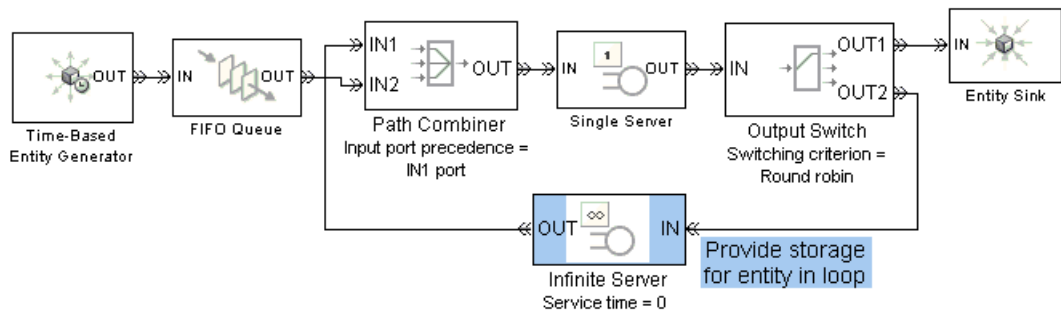 OUT
Time-Based
Entity Generator
IN
OUT
FIFO Queue
IN1
IN2
OUT
Path Combiner
Input port precedence =
IN1 port
IN
1
OUT
Single Server
IN
OUT1
OUT2
Output Switch
Switching criterion =
Round robin
IN
Entity Sink
OUT
∞
IN
Infinite Server
Service time = 0
Provide storage
for entity in loop